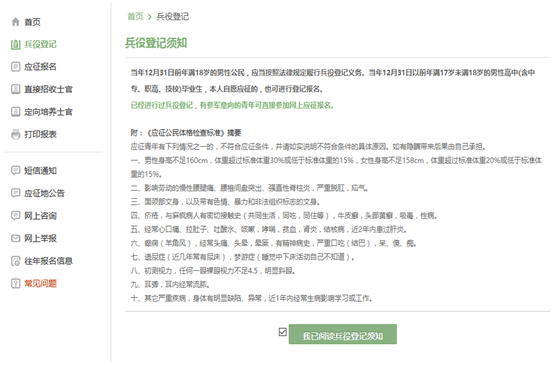 首页
兵役登记
应征报名
直接招收士官
定向培养士官
打印报表
短信通知
应征地公告
网上咨询
网上举报
往年报名信息
常见问题
首页 > 兵役登记
兵役登记须知
当年12月31日前年满18岁的男性公民，应当按照法律规定履行兵役登记义务。当年12月31日以前年满17岁未满18岁的男性高中(含中
专、职高、技校)毕业生，本人自愿应征的，也可进行登记报名。
已经进行过兵役登记，有参军意向的青年可直接参加网上应征报名。
附：《应征公民体格检查标准》摘要
应征青年有下列情况之一的，不符合应征条件，并请如实说明不符合条件的具体原因。如有隐瞒带来后果由自己承担。
一、男性身高不足160cm，体重超过标准体重30%或低于标准体重的15%，女性身高不足158cm，体重超过标准体重20%或低于标准体
重的15%。
二、影响劳动的慢性腰腿痛、腰椎间盘突出、强直性脊柱炎，严重脱肛，疝气。
三、面颈部文身，以及带有色情、暴力和非法组织标志的文身。
四、疥疮，与麻疯病人有密切接触史（共同生活，同吃，同住等），牛皮癣，头部黄癣，吸毒，性病。
五、经常心口痛，拉肚子、吐酸水、咳嗽，哮喘，贫血，肾炎，结核病，近2年内患过肝炎。
六、癫痫（羊角风），经常头痛、头晕，晕厥，有精神病史，严重口吃（结巴），呆、傻、痴。
七、遗尿症（近几年常有尿床），梦游症（睡觉中下床活动自己不知道）。
八、初测视力，任何一眼裸眼视力不足4.5，明显斜眼。
九、耳聋，耳内经常流脓。
十、其它严重疾病，身体有明显缺陷、异常，近1年内经常生病影响学习或工作。
我已阅读兵役登记须知